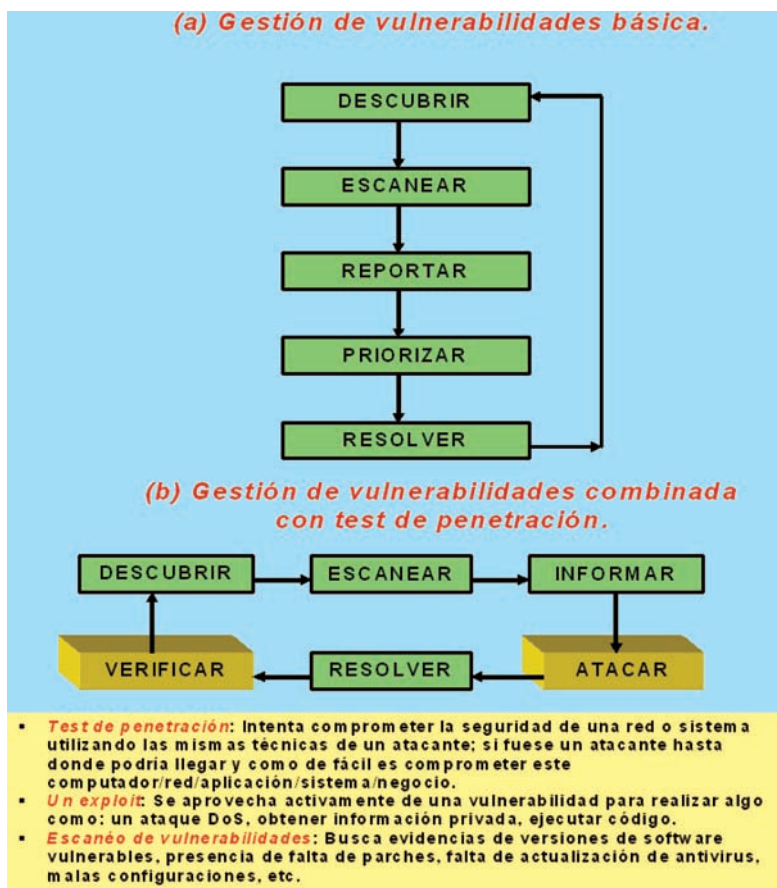 (a) Gestión de vulnerabilidades básica.
DESCUBRIR
ESCANEAR
REPORTAR
PRIORIZAR
RESOLVER
(b) Gestión de vulnerabilidades combinada
con test de penetración.
DESCUBRIR
ESCANEAR
INFORMAR
VERIFICAR
RESOLVER
ATACAR
▪ Test de penetración: Intenta comprometer la seguridad de una red o sistema
utilizando las mismas técnicas de un atacante; si fuese un atacante hasta
donde podría llegar y como de fácil es comprometer este
computador/red/aplicación/sistema/negocio.
▪ Un exploit: Se aprovecha activamente de una vulnerabilidad para realizar algo
como: un ataque DoS, obtener información privada, ejecutar código.
▪ Escanéo de vulnerabilidades: Busca evidencias de versiones de software
vulnerables, presencia de falta de parches, falta de actualización de antivirus,
malas configuraciones, etc.